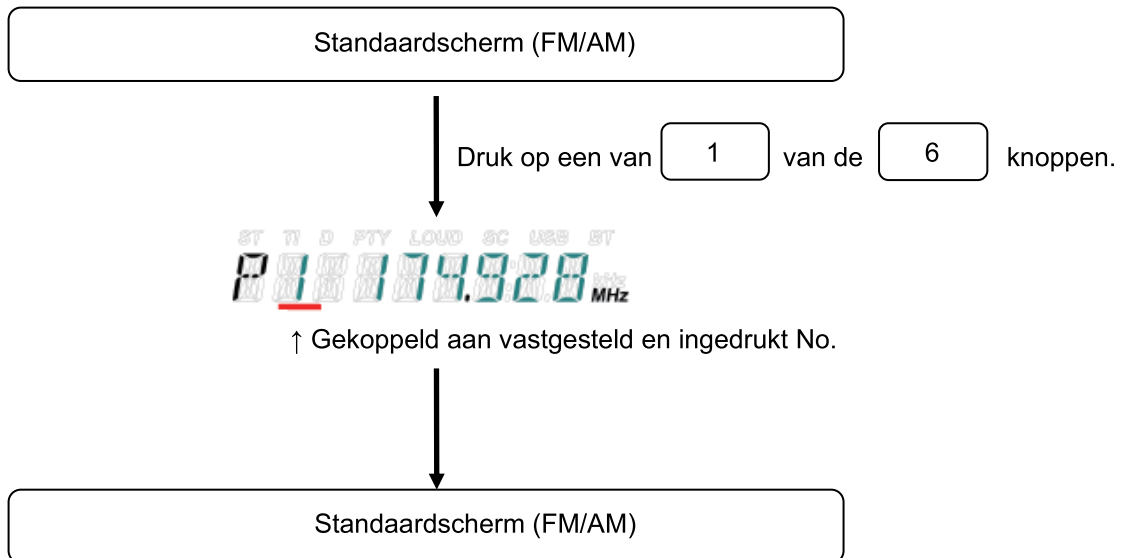 Standaardscherm (FM/AM)
Druk op een van 1 van de 6 knoppen.
ST TI D PTY LOUD SC USB BT
P 1 174.928 MHz
↑ Gekoppeld aan vastgesteld en ingedrukt No.
Standaardscherm (FM/AM)